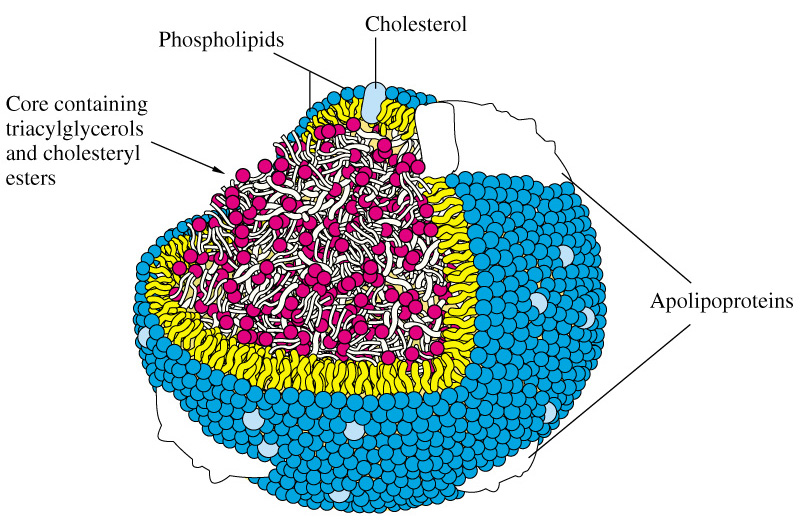 Cholesterol
Phospholipids
Core containing
triacylglycerols
and cholesteryl
esters
Apolipoproteins